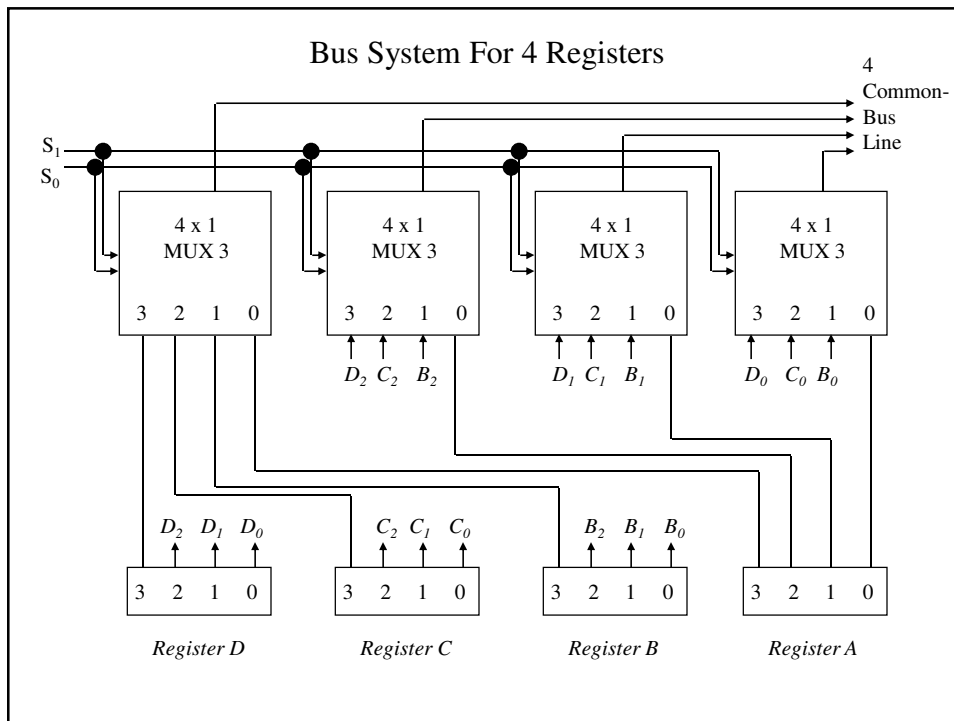 Bus System For 4 Registers
4
Common-
Bus
Line
S1
S0
4 x 1
MUX 3
4 x 1
MUX 3
4 x 1
MUX 3
4 x 1
MUX 3
3 2 1 0
3 2 1 0
3 2 1 0
3 2 1 0
D2 C2 B2
D1 C1 B1
D0 C0 B0
D2 D1 D0
C2 C1 C0
B2 B1 B0
3 2 1 0
3 2 1 0
3 2 1 0
3 2 1 0
Register D
Register C
Register B
Register A